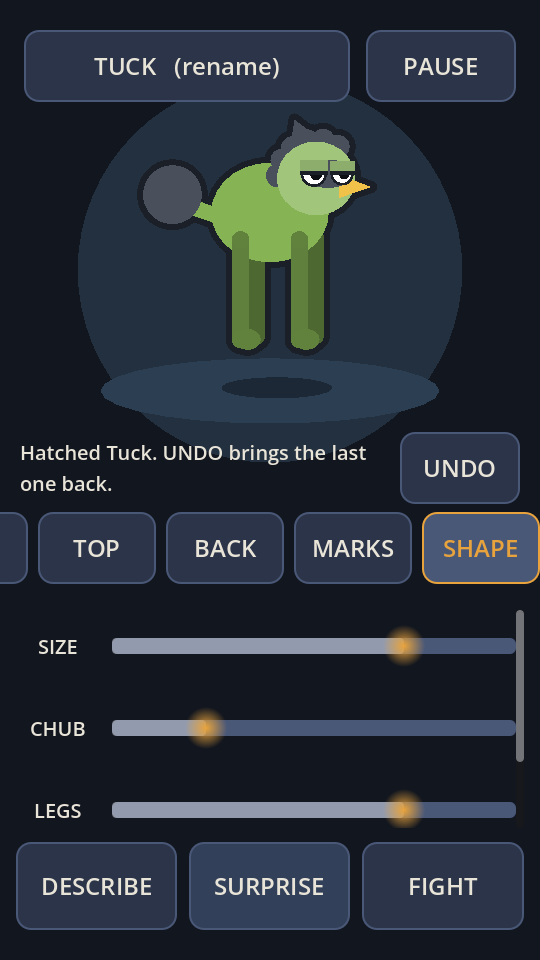 TUCK (rename)
PAUSE
Hatched Tuck. UNDO brings the last
one back.
UNDO
TOP
BACK
MARKS
SHAPE
SIZE
CHUB
LEGS
DESCRIBE
SURPRISE
FIGHT